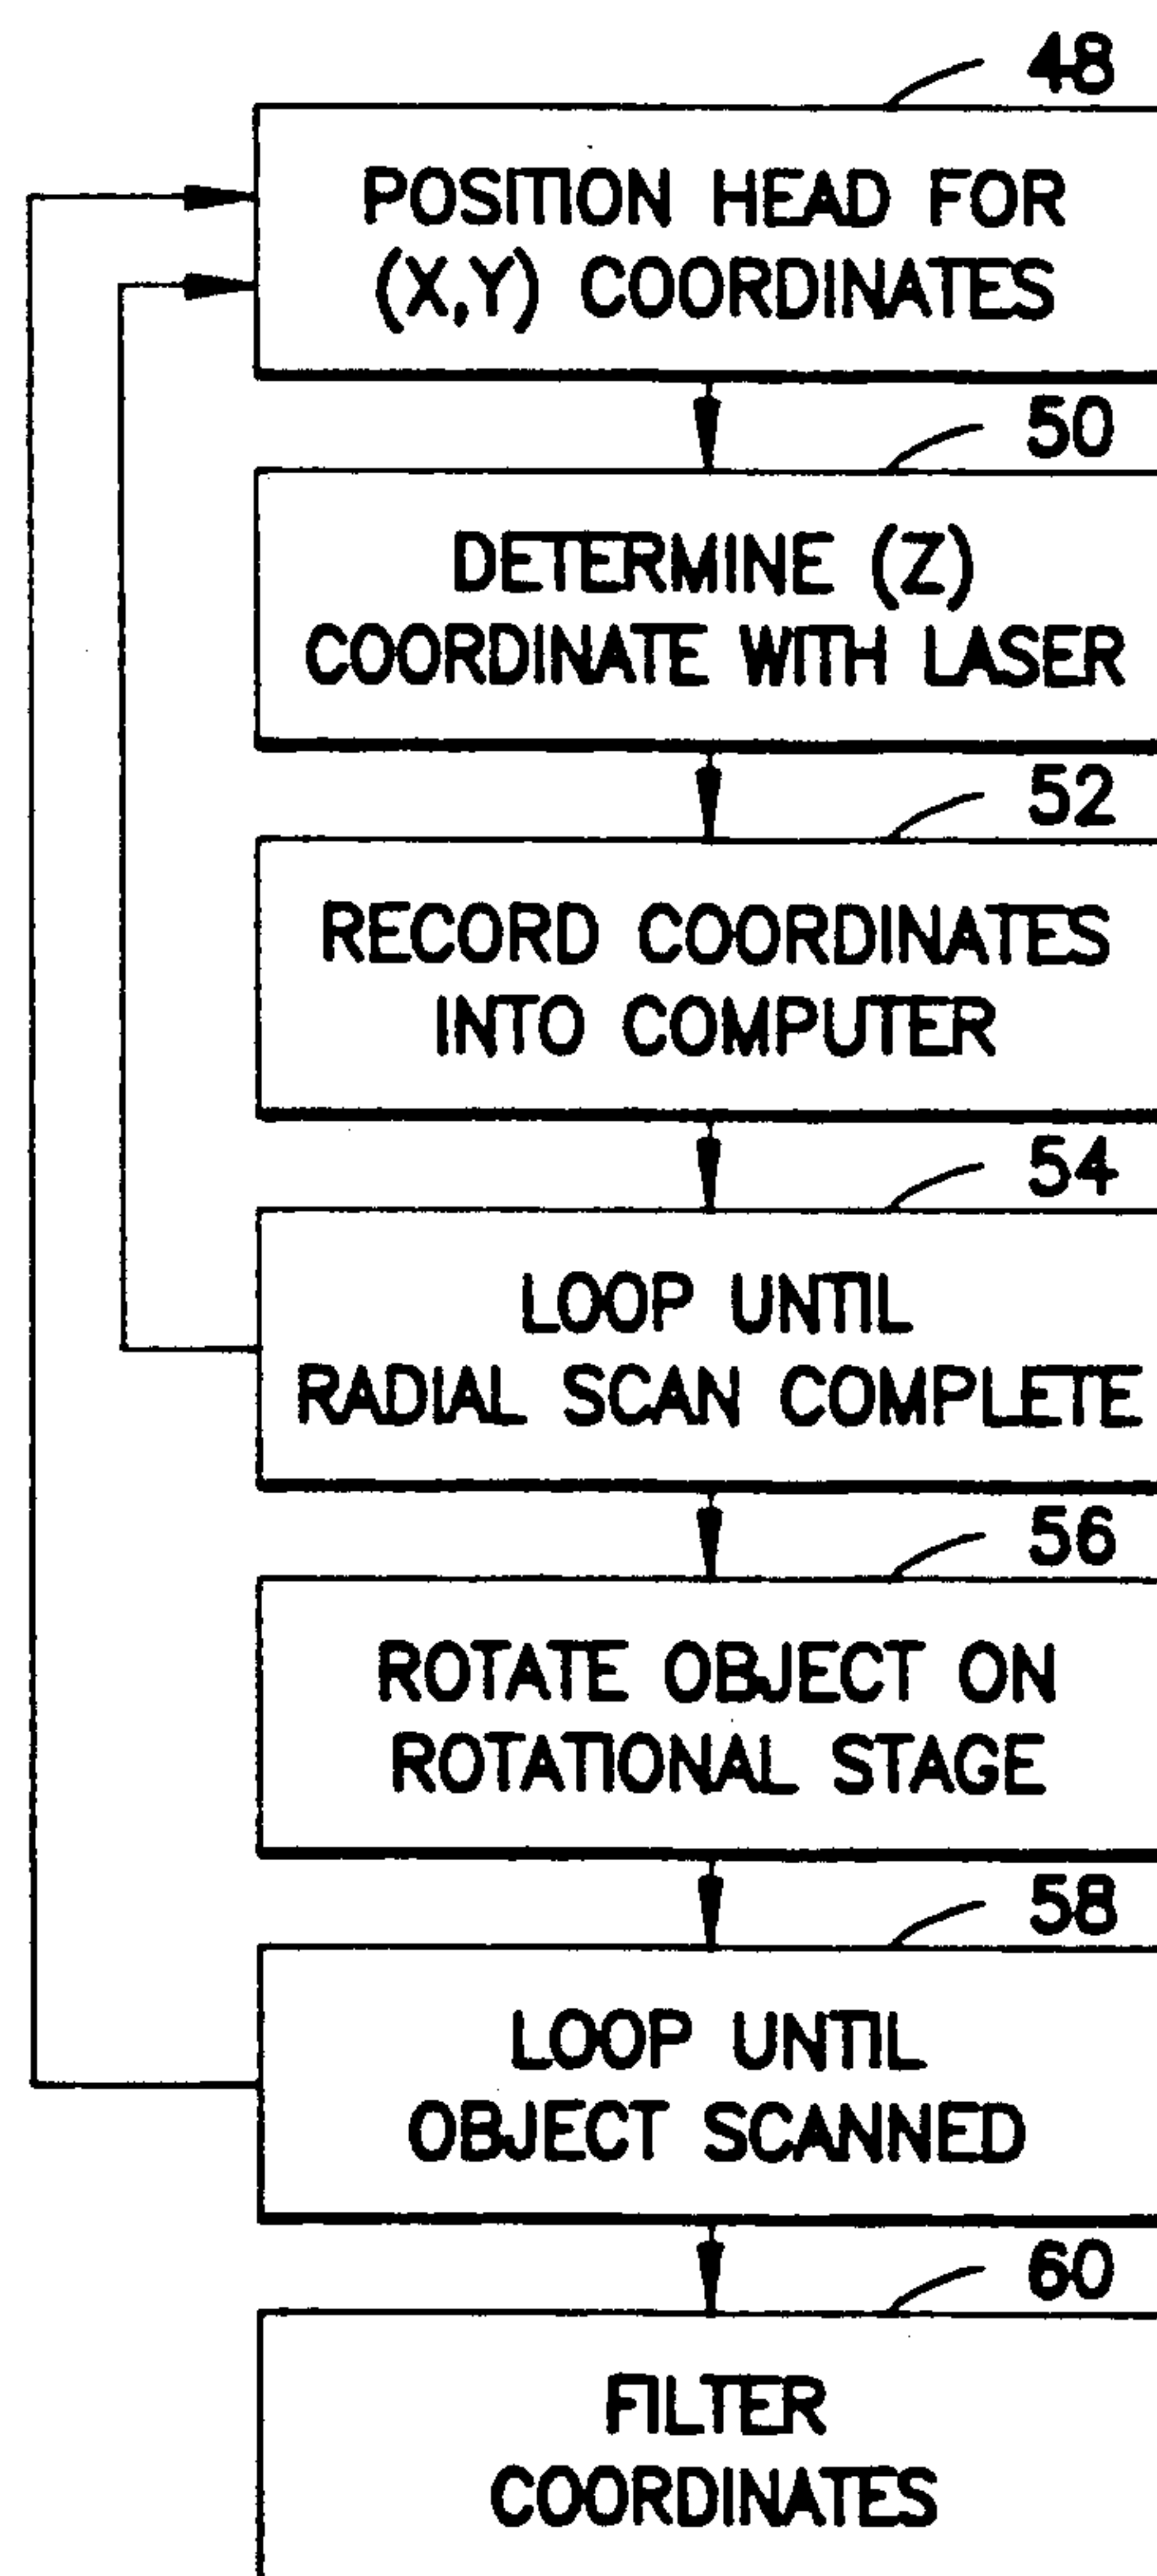 48
POSITION HEAD FOR
(X,Y) COORDINATES
50
DETERMINE (Z)
COORDINATE WITH LASER
52
RECORD COORDINATES
INTO COMPUTER
54
LOOP UNTIL
RADIAL SCAN COMPLETE
56
ROTATE OBJECT ON
ROTATIONAL STAGE
58
LOOP UNTIL
OBJECT SCANNED
60
FILTER
COORDINATES